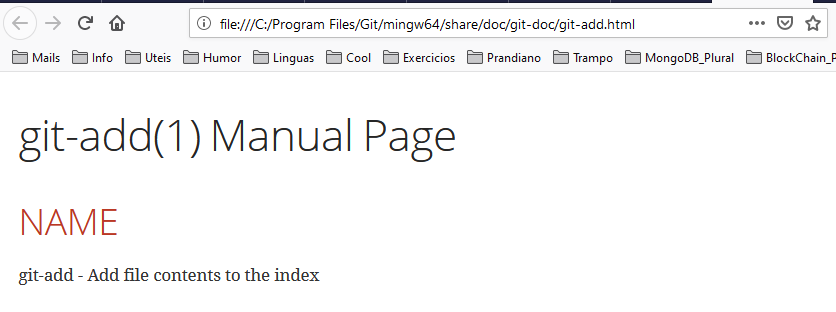 file:///C:/Program Files/Git/mingw64/share/doc/git-doc/git-add.html
Mails Info Uteis Humor Linguas Cool Exercicios Prandiano Trampo MongoDB_Plural BlockChain_P
git-add(1) Manual Page
NAME
git-add - Add file contents to the index